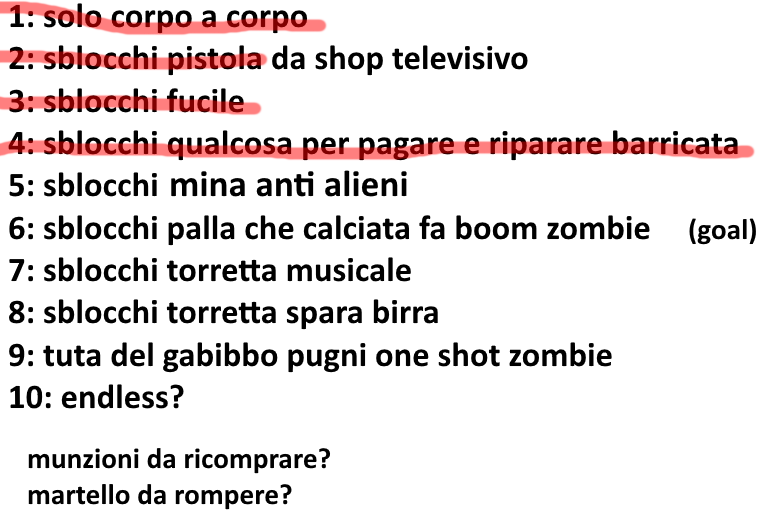 1: solo corpo a corpo
2: sblocchi pistola da shop televisivo
3: sblocchi fucile
4: sblocchi qualcosa per pagare e riparare barricata
5: sblocchi mina anti alieni
6: sblocchi palla che calciata fa boom zombie (goal)
7: sblocchi torretta musicale
8: sblocchi torretta spara birra
9: tuta del gabibbo pugni one shot zombie
10: endless?
munzioni da ricomprare?
martello da rompere?